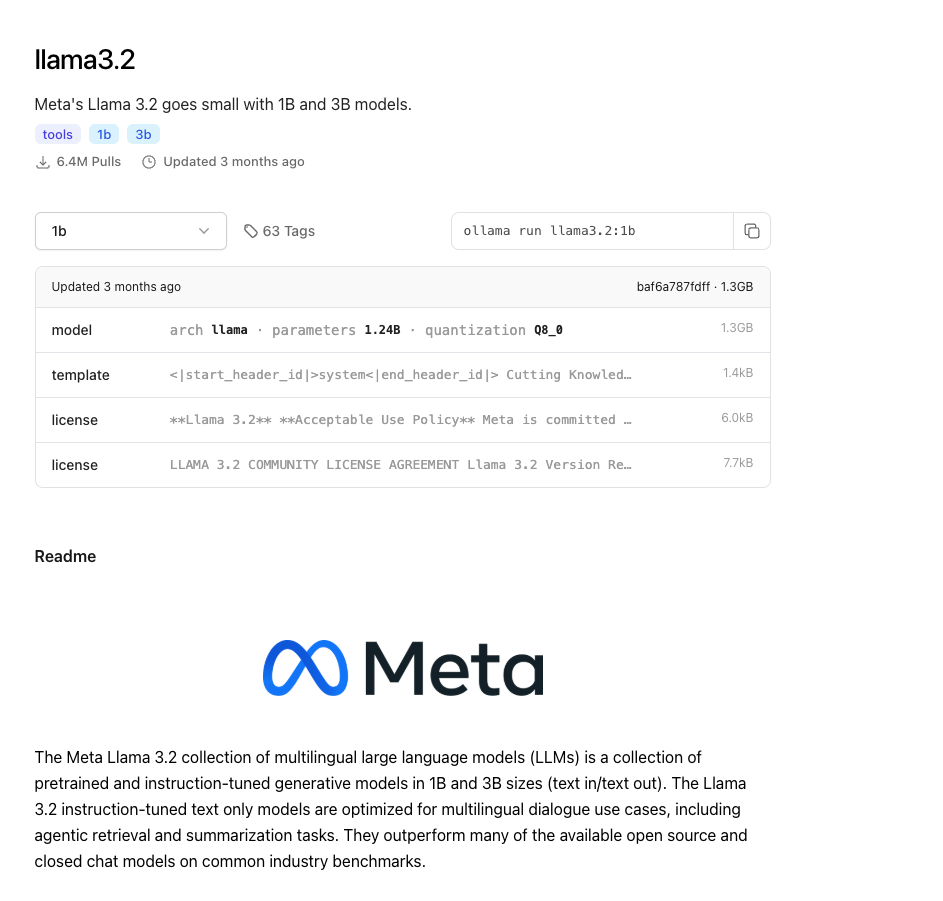 llama3.2
Meta's Llama 3.2 goes small with 1B and 3B models.
tools 1b 3b
6.4M Pulls Updated 3 months ago
1b 63 Tags ollama run llama3.2:1b
Updated 3 months ago baf6a787fdff · 1.3GB
model arch llama · parameters 1.24B · quantization Q8_0 1.3GB
template <|start_header_id|>system<|end_header_id|> Cutting Knowled… 1.4kB
license **Llama 3.2** **Acceptable Use Policy** Meta is committed … 6.0kB
license LLAMA 3.2 COMMUNITY LICENSE AGREEMENT Llama 3.2 Version Re… 7.7kB
Readme
Meta
The Meta Llama 3.2 collection of multilingual large language models (LLMs) is a collection of
pretrained and instruction-tuned generative models in 1B and 3B sizes (text in/text out). The Llama
3.2 instruction-tuned text only models are optimized for multilingual dialogue use cases, including
agentic retrieval and summarization tasks. They outperform many of the available open source and
closed chat models on common industry benchmarks.